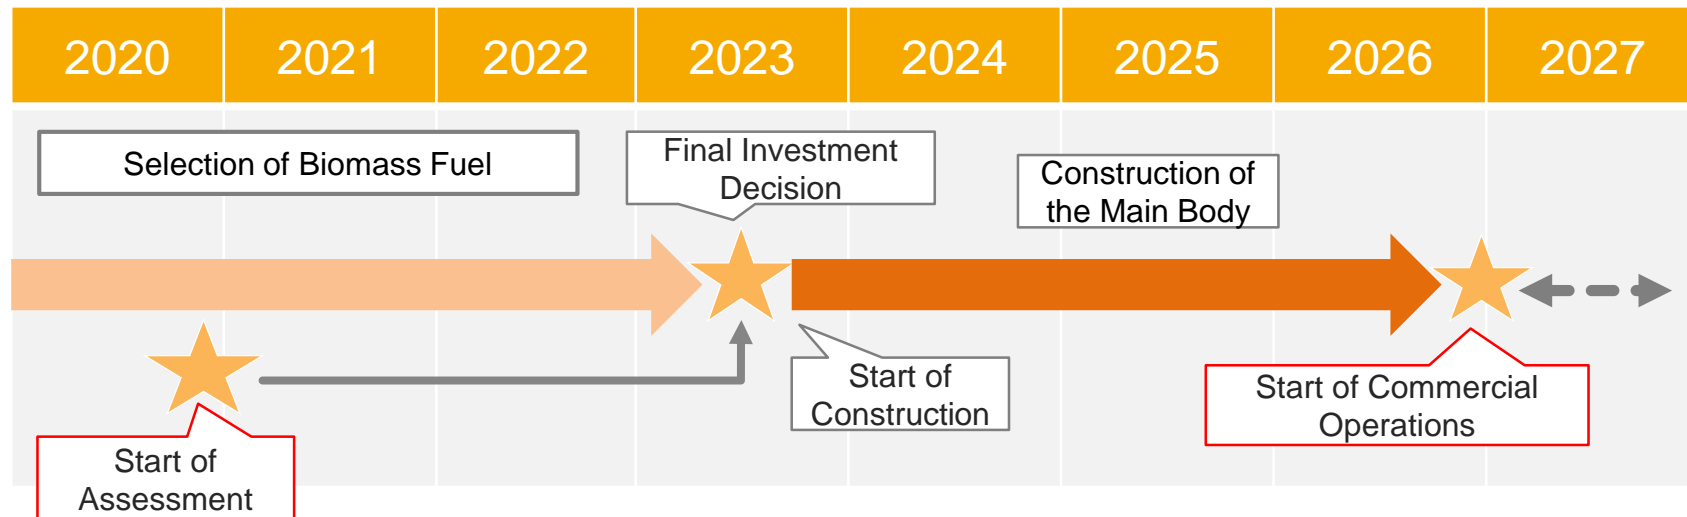 2020 2021 2022 2023 2024 2025 2026 2027
Selection of Biomass Fuel
Final Investment
Decision
Construction of
the Main Body
Start of
Construction
Start of Commercial
Operations
Start of
Assessment